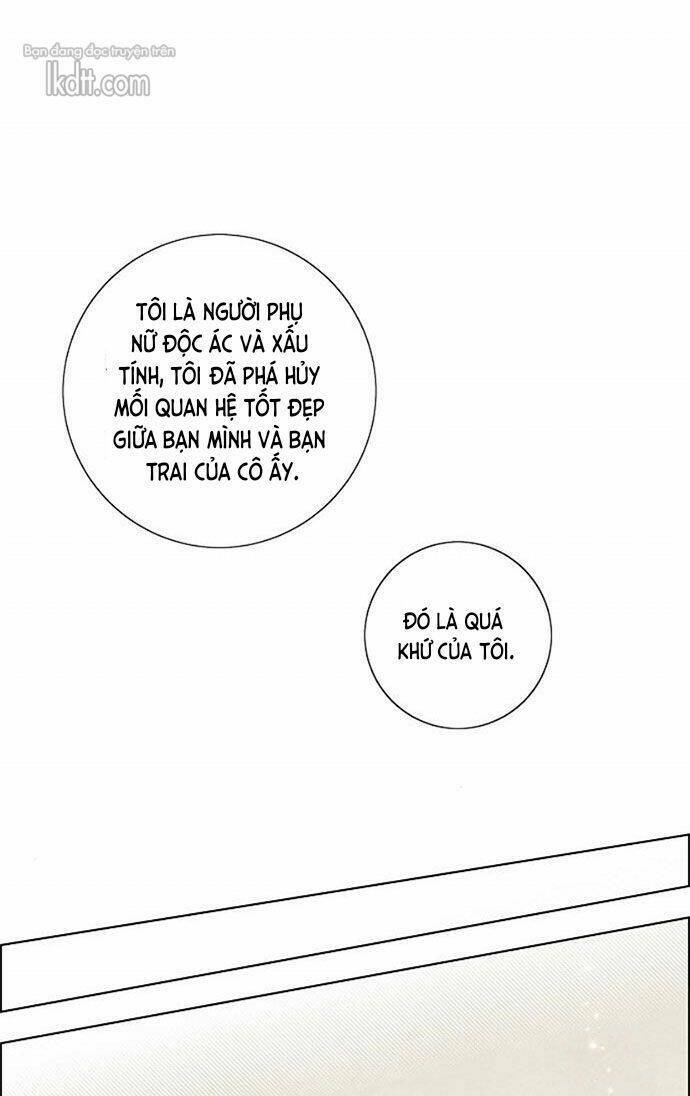 Bạn đang đọc truyện trên
lkdtt.com
TÔI LÀ NGƯỜI PHỤ
NỮ ĐỘC ÁC VÀ XẤU
TÍNH, TÔI ĐÃ PHÁ HỦY
MỐI QUAN HỆ TỐT ĐẸP
GIỮA BẠN MÌNH VÀ BẠN
TRAI CỦA CÔ ẤY.
ĐÓ LÀ QUÁ
KHỨ CỦA TÔI.